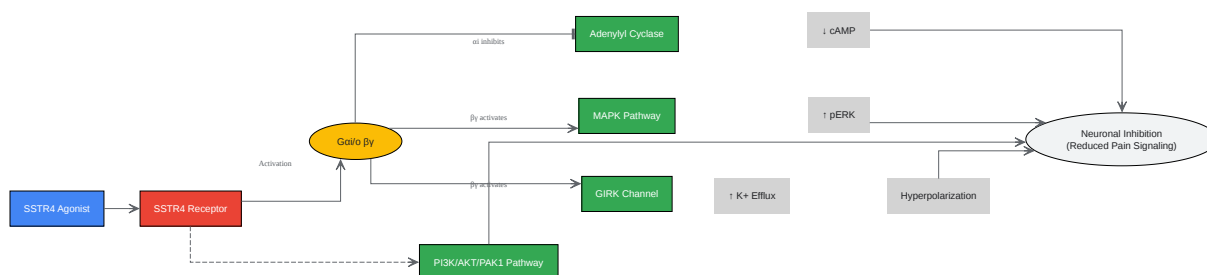 Adenylyl Cyclase
↓ cAMP
αi inhibits
MAPK Pathway
↑ pERK
βγ activates
Gαi/o βγ
Neuronal Inhibition
(Reduced Pain Signaling)
Activation
βγ activates
GIRK Channel
↑ K+ Efflux
Hyperpolarization
SSTR4 Agonist
SSTR4 Receptor
PI3K/AKT/PAK1 Pathway